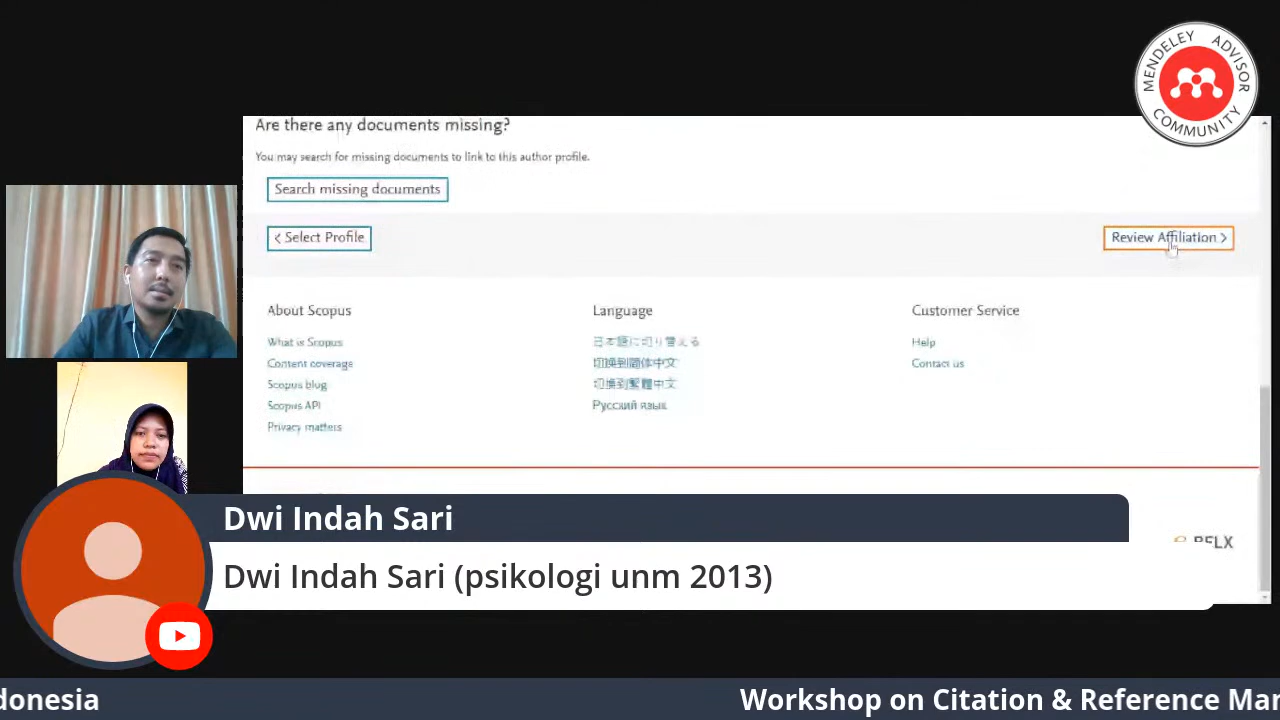 MENDELEY ADVISOR
COMMUNITY
Are there any documents missing?
You may search for missing documents to link to this author profile.
Search missing documents
< Select Profile
Review Affiliation >
About Scopus
Language
Customer Service
What is Scopus
日本語に切り替える
Help
Content coverage
切换到简体中文
Contact us
Scopus blog
切換到繁體中文
Scopus API
Русский язык
Privacy matters
RELX
Dwi Indah Sari
Dwi Indah Sari (psikologi unm 2013)
donesia
Workshop on Citation & Reference Man